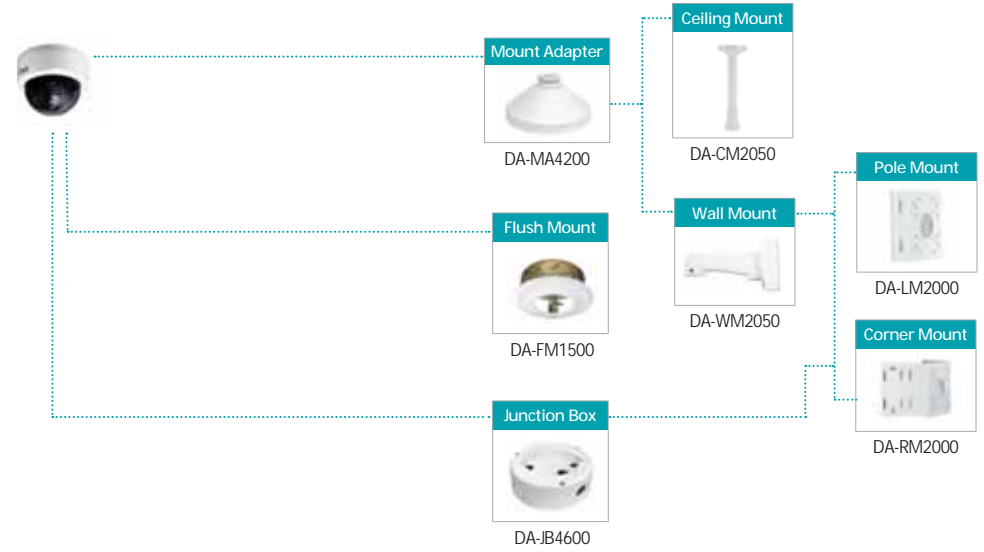 Ceiling Mount
DA-CM2050
Mount Adapter
DA-MA4200
Pole Mount
DA-LM2000
Wall Mount
DA-WM2050
Flush Mount
DA-FM1500
Corner Mount
DA-RM2000
Junction Box
DA-JB4600